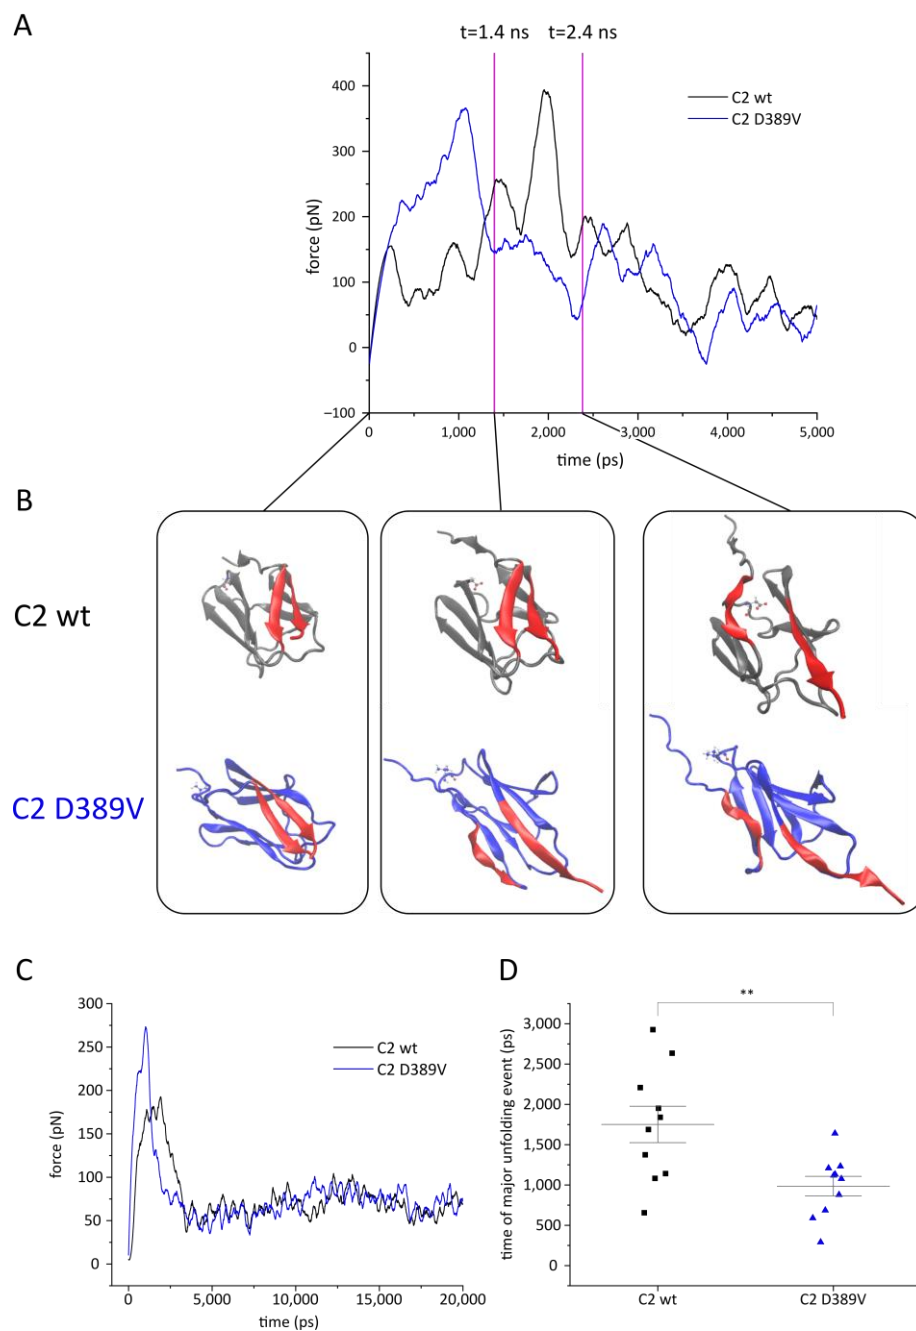 A
t=1.4 ns t=2.4 ns
400
300
200
100
0
–100
force (pN)
C2 wt
C2 D389V
0 1,000 2,000 3,000 4,000 5,000
time (ps)
B
C2 wt
C2 D389V
C
300
250
200
150
100
50
0
force (pN)
C2 wt
C2 D389V
0 5,000 10,000 15,000 20,000
time (ps)
D
**
3,000
2,500
2,000
1,500
1,000
500
0
time of major unfolding event (ps)
C2 wt C2 D389V